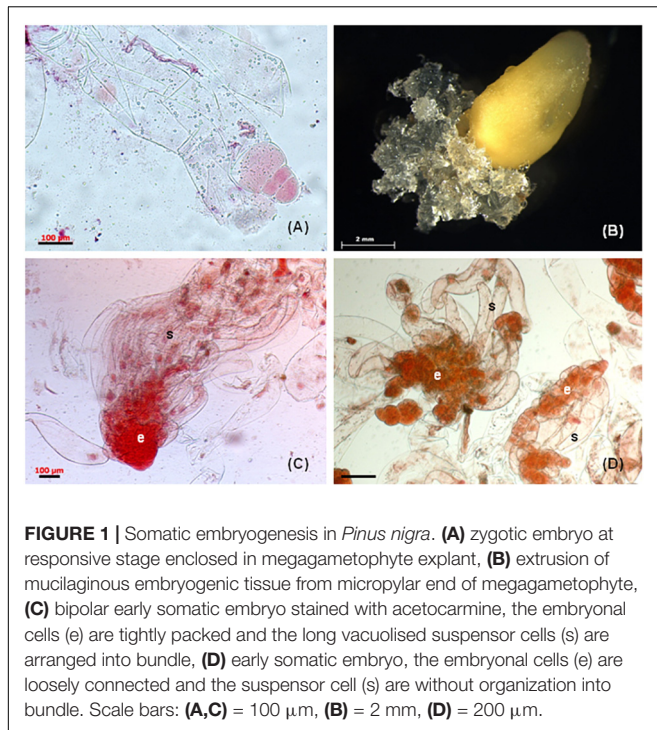 (A)
100 µm
(B)
2 mm
s
e
(C)
100 µm
s
e
e
s
(D)
FIGURE 1 | Somatic embryogenesis in Pinus nigra. (A) zygotic embryo at
responsive stage enclosed in megagametophyte explant, (B) extrusion of
mucilaginous embryogenic tissue from micropylar end of megagametophyte,
(C) bipolar early somatic embryo stained with acetocarmine, the embryonal
cells (e) are tightly packed and the long vacuolised suspensor cells (s) are
arranged into bundle, (D) early somatic embryo, the embryonal cells (e) are
loosely connected and the suspensor cell (s) are without organization into
bundle. Scale bars: (A,C) = 100 µm, (B) = 2 mm, (D) = 200 µm.